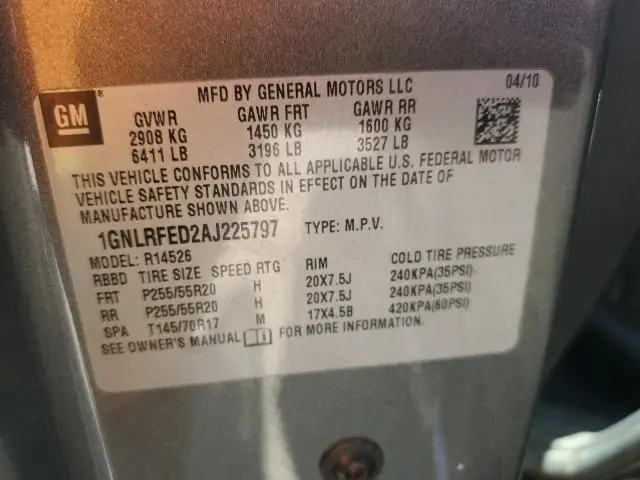 GM
MFD BY GENERAL MOTORS LLC 04/10
GVWR GAWR FRT GAWR RR
2908 KG 1450 KG 1600 KG
6411 LB 3196 LB 3527 LB
THIS VEHICLE CONFORMS TO ALL APPLICABLE U.S. FEDERAL MOTOR
VEHICLE SAFETY STANDARDS IN EFFECT ON THE DATE OF
MANUFACTURE SHOWN ABOVE.
1GNLRFED2AJ225797 TYPE: M.P.V.
MODEL: R14526
RBBD TIRE SIZE SPEED RTG RIM COLD TIRE PRESSURE
FRT P255/55R20 H 20X7.5J 240KPA(35PSI)
RR P255/55R20 H 20X7.5J 240KPA(35PSI)
SPA T145/70R17 M 17X4.5B 420KPA(60PSI)
SEE OWNER'S MANUAL FOR MORE INFORMATION.